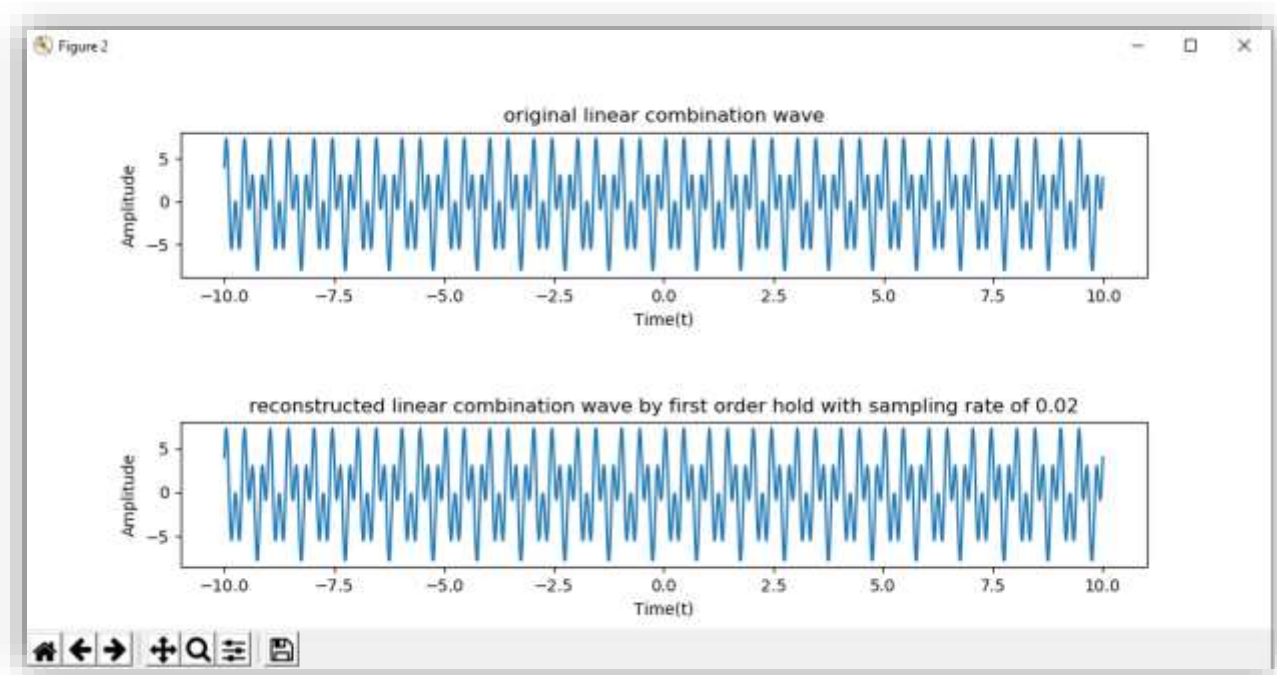 Figure 2
original linear combination wave
Amplitude
5
0
−5
−10.0 −7.5 −5.0 −2.5 0.0 2.5 5.0 7.5 10.0
Time(t)
reconstructed linear combination wave by first order hold with sampling rate of 0.02
Amplitude
5
0
−5
−10.0 −7.5 −5.0 −2.5 0.0 2.5 5.0 7.5 10.0
Time(t)